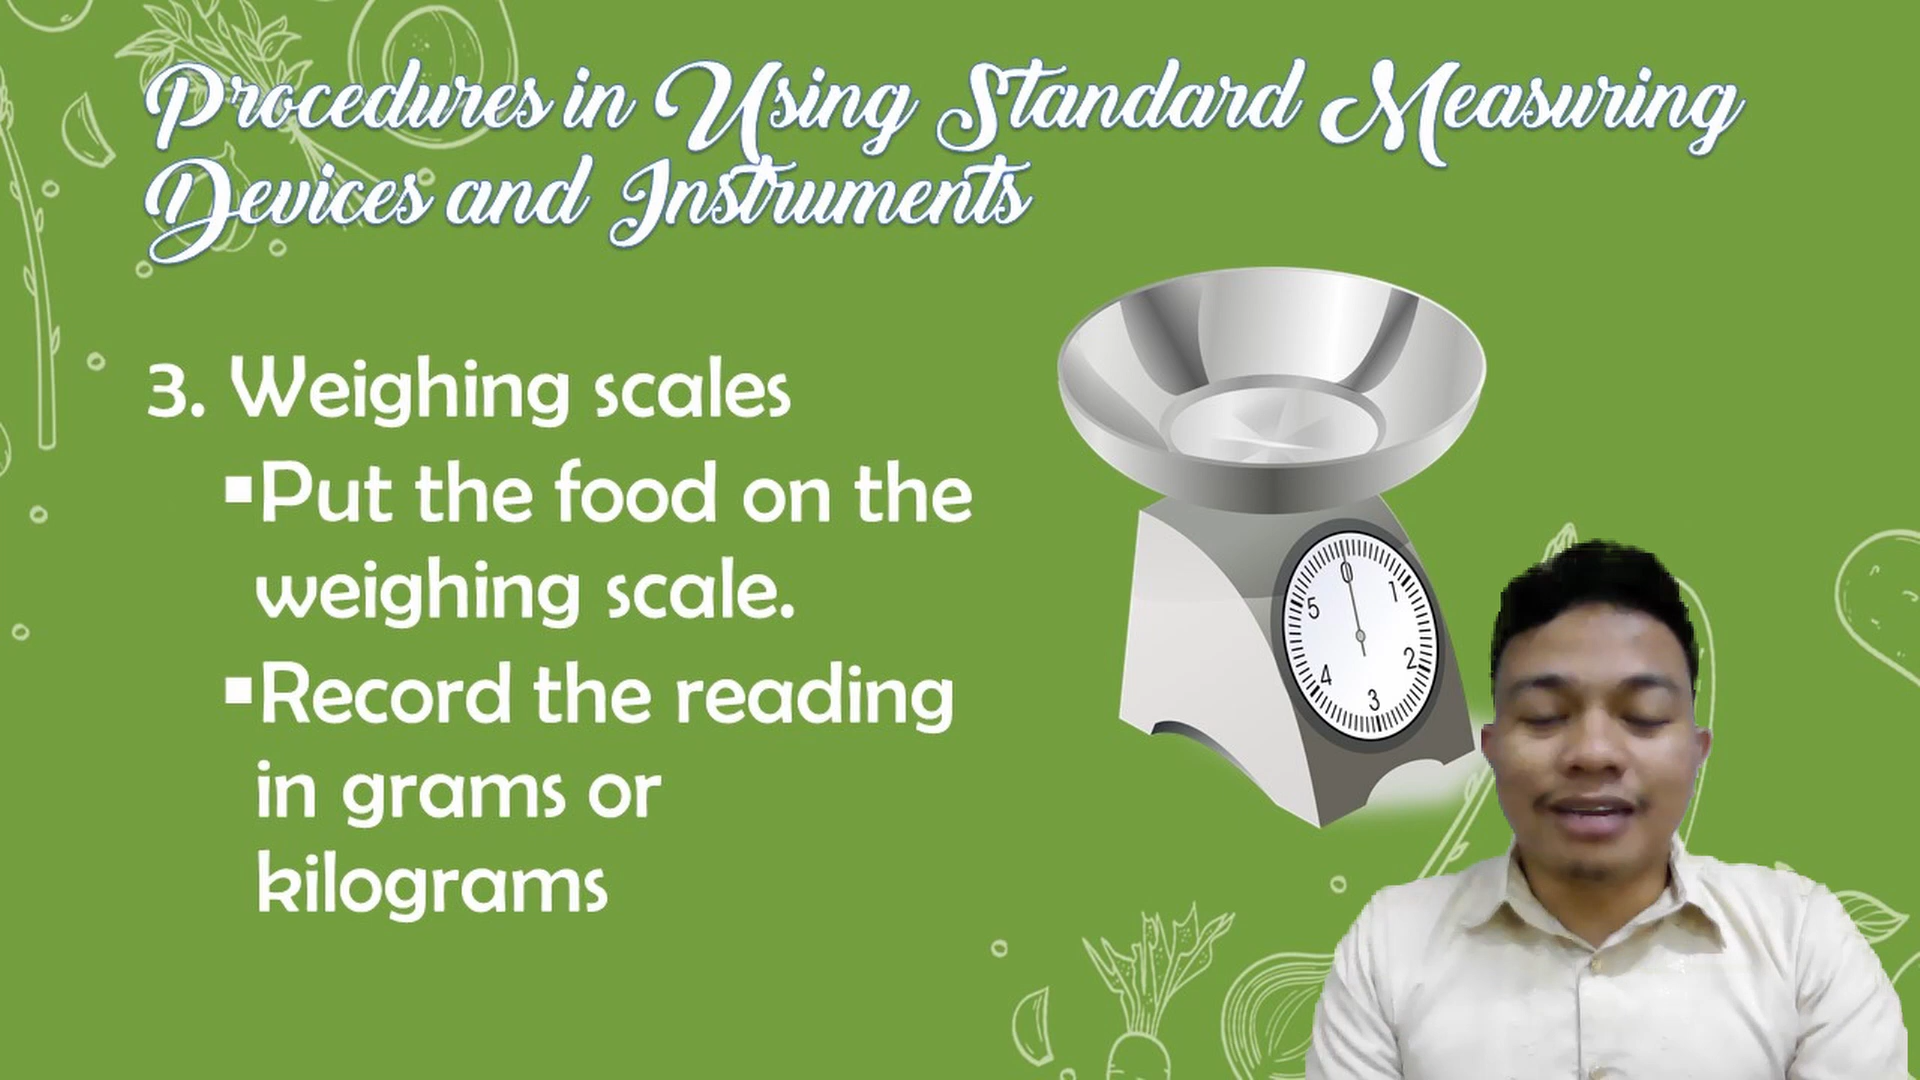 Procedures in Using Standard Measuring
Devices and Instruments
3. Weighing scales
▪Put the food on the
weighing scale.
▪Record the reading
in grams or
kilograms
0
1
2
3
4
5